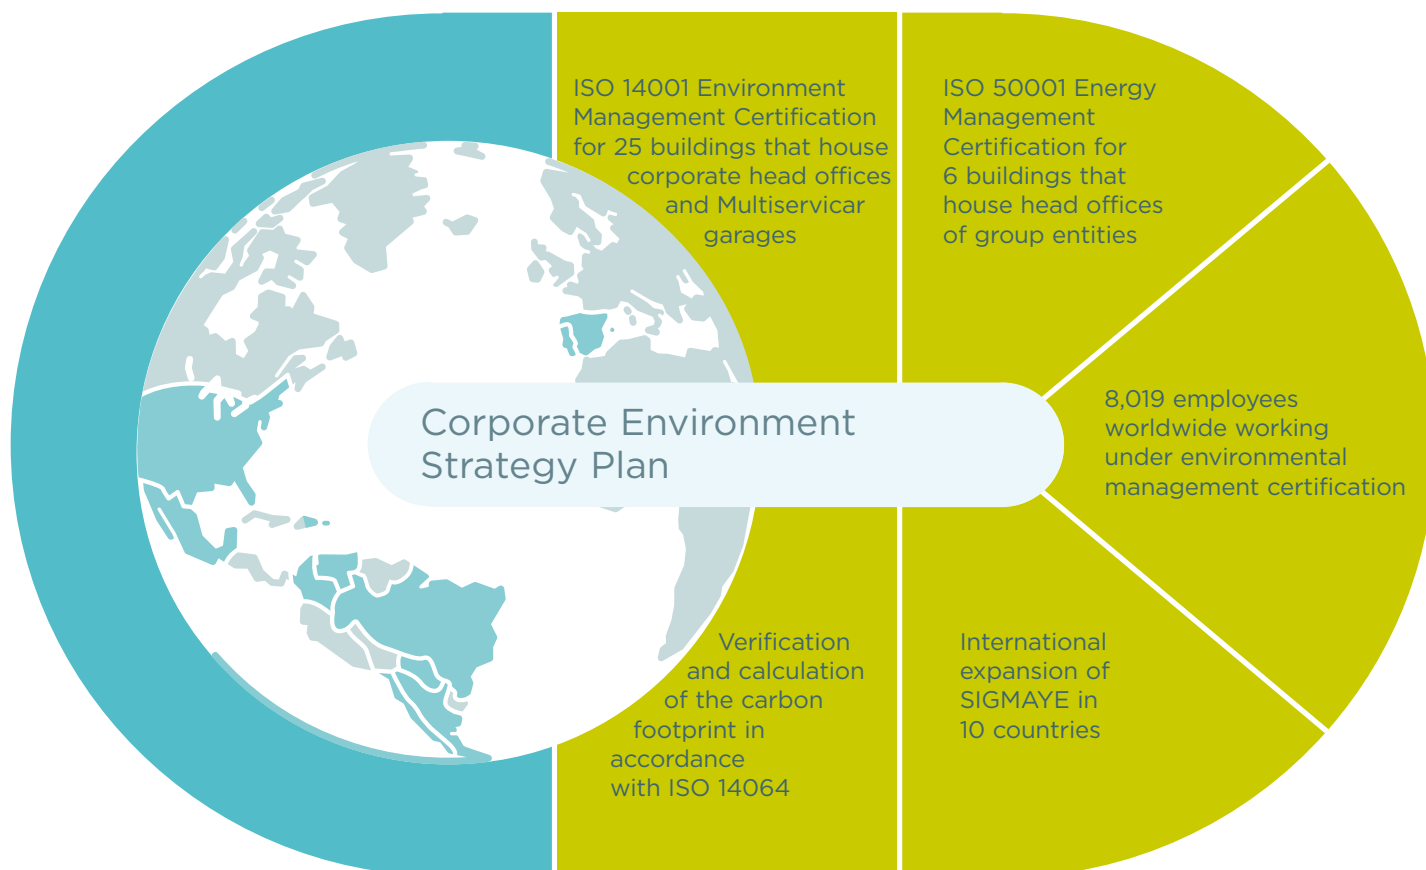 ISO 14001 Environment
Management Certification
for 25 buildings that house
corporate head offices
and Multiservicar
garages
ISO 50001 Energy
Management
Certification for
6 buildings that
house head offices
of group entities
Corporate Environment
Strategy Plan
8,019 employees
worldwide working
under environmental
management certification
Verification
and calculation
of the carbon
footprint in
accordance
with ISO 14064
International
expansion of
SIGMAYE in
10 countries